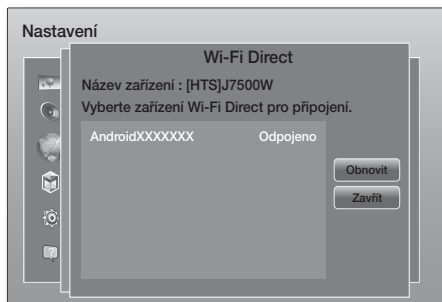 Nastavení
Wi-Fi Direct
Název zařízení : [HTS]J7500W
Vyberte zařízení Wi-Fi Direct pro připojení.
AndroidXXXXXXX Odpojeno
Obnovit
Zavřít